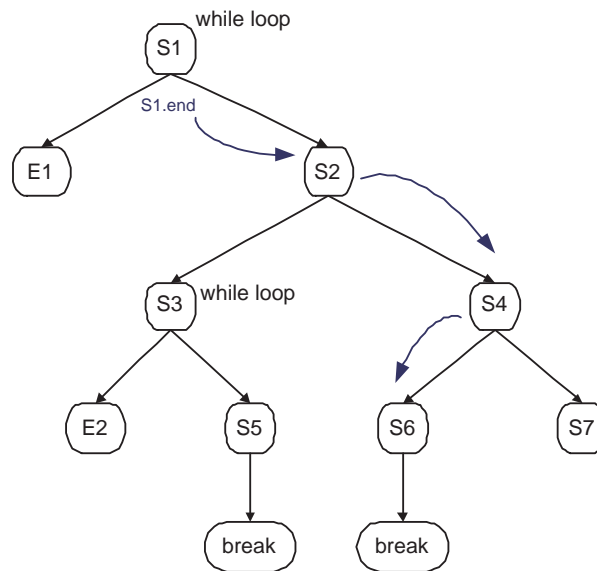 while loop
S1
S1.end
E1
S2
S3
while loop
S4
E2
S5
S6
S7
break
break